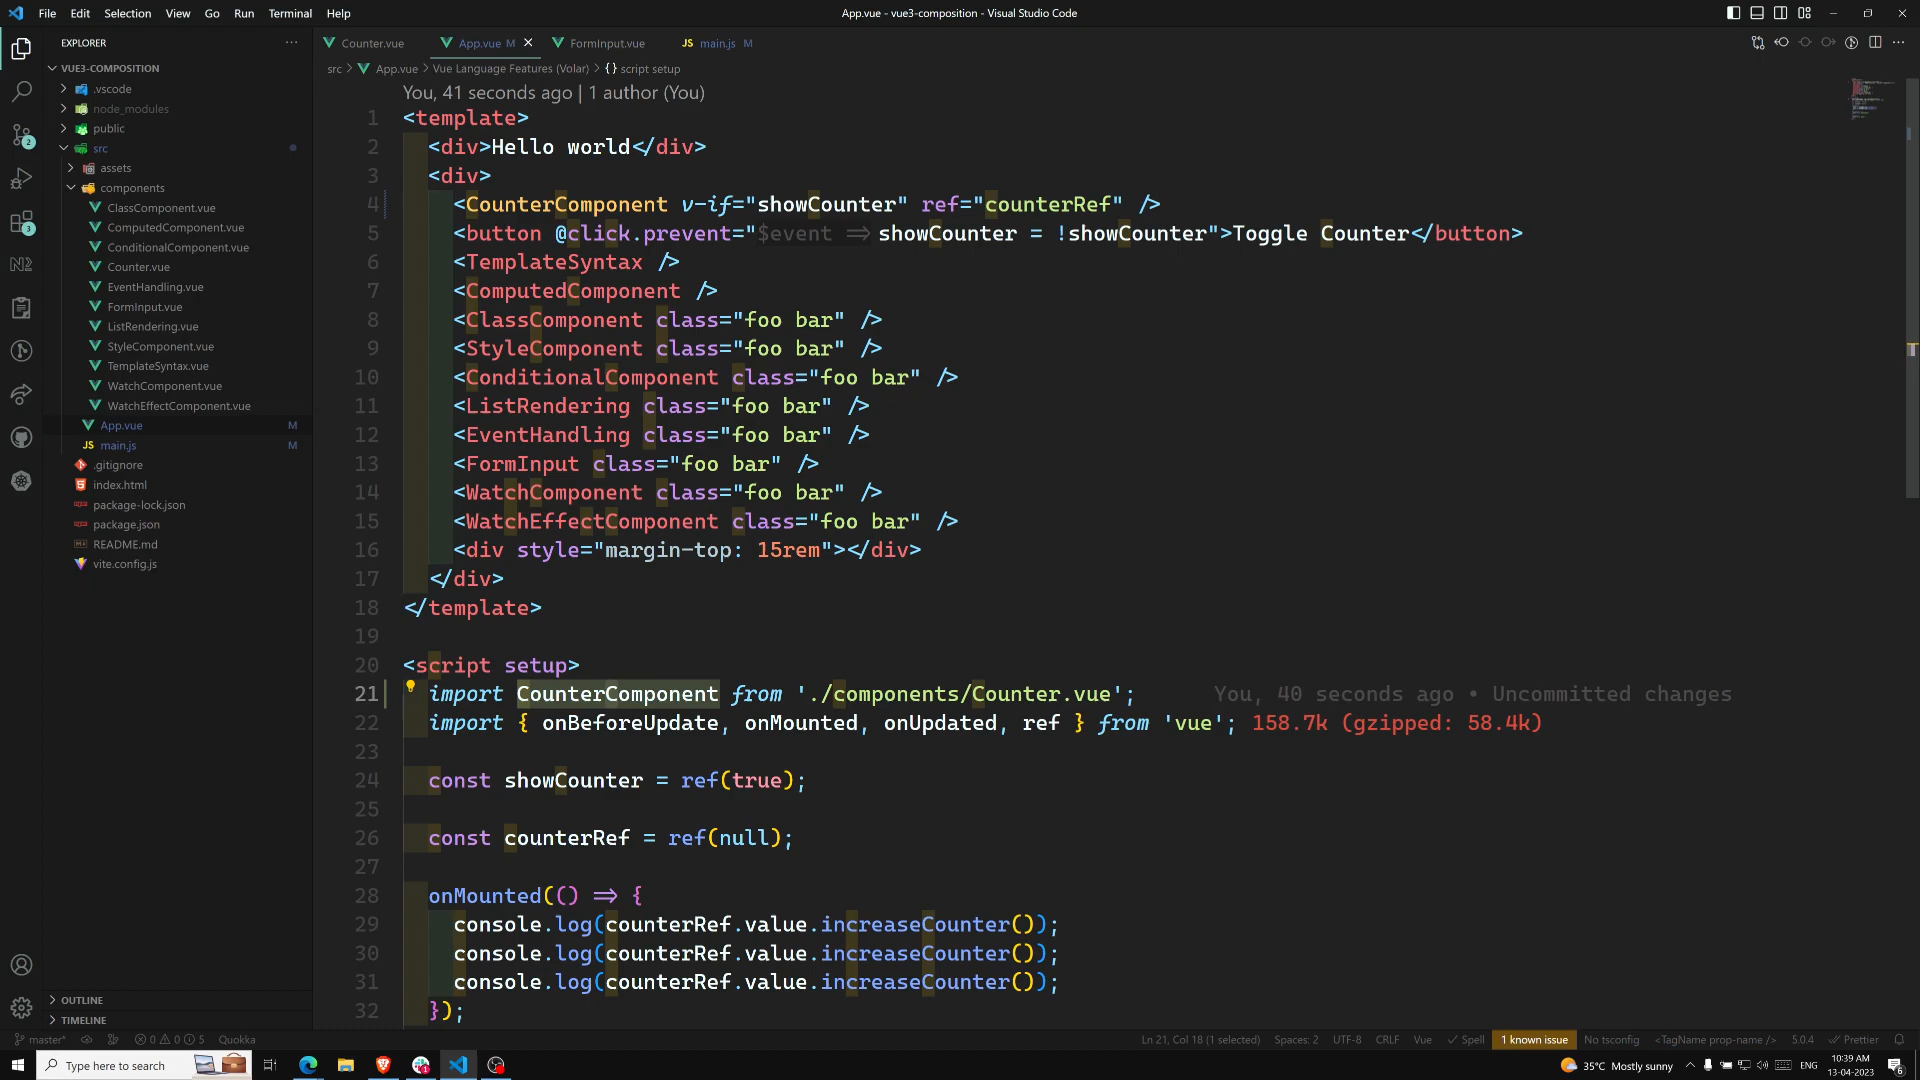 File Edit Selection View Go Run Terminal Help
App.vue - vue3-composition - Visual Studio Code
EXPLORER
VUE3-COMPOSITION
.vscode
node_modules
public
src
assets
components
ClassComponent.vue
ComputedComponent.vue
ConditionalComponent.vue
Counter.vue
EventHandling.vue
FormInput.vue
ListRendering.vue
StyleComponent.vue
TemplateSyntax.vue
WatchComponent.vue
WatchEffectComponent.vue
App.vue M
JS main.js M
.gitignore
index.html
package-lock.json
package.json
README.md
vite.config.js
OUTLINE
TIMELINE
Counter.vue App.vue M FormInput.vue JS main.js M
src > App.vue > Vue Language Features (Volar) > {} script setup
You, 41 seconds ago | 1 author (You)
1 <template>
2 <div>Hello world</div>
3 <div>
4 <CounterComponent v-if="showCounter" ref="counterRef" />
5 <button @click.prevent="$event => showCounter = !showCounter">Toggle Counter</button>
6 <TemplateSyntax />
7 <ComputedComponent />
8 <ClassComponent class="foo bar" />
9 <StyleComponent class="foo bar" />
10 <ConditionalComponent class="foo bar" />
11 <ListRendering class="foo bar" />
12 <EventHandling class="foo bar" />
13 <FormInput class="foo bar" />
14 <WatchComponent class="foo bar" />
15 <WatchEffectComponent class="foo bar" />
16 <div style="margin-top: 15rem"></div>
17 </div>
18 </template>
19
20 <script setup>
21 import CounterComponent from './components/Counter.vue'; You, 40 seconds ago • Uncommitted changes
22 import { onBeforeUpdate, onMounted, onUpdated, ref } from 'vue'; 158.7k (gzipped: 58.4k)
23
24 const showCounter = ref(true);
25
26 const counterRef = ref(null);
27
28 onMounted(() => {
29 console.log(counterRef.value.increaseCounter());
30 console.log(counterRef.value.increaseCounter());
31 console.log(counterRef.value.increaseCounter());
32 });
master* 0 0 5 Quokka
Ln 21, Col 18 (1 selected) Spaces: 2 UTF-8 CRLF Vue Spell 1 known issue No tsconfig <TagName prop-name /> 5.0.4 Prettier
Type here to search
35°C Mostly sunny ENG
10:39 AM
13-04-2023